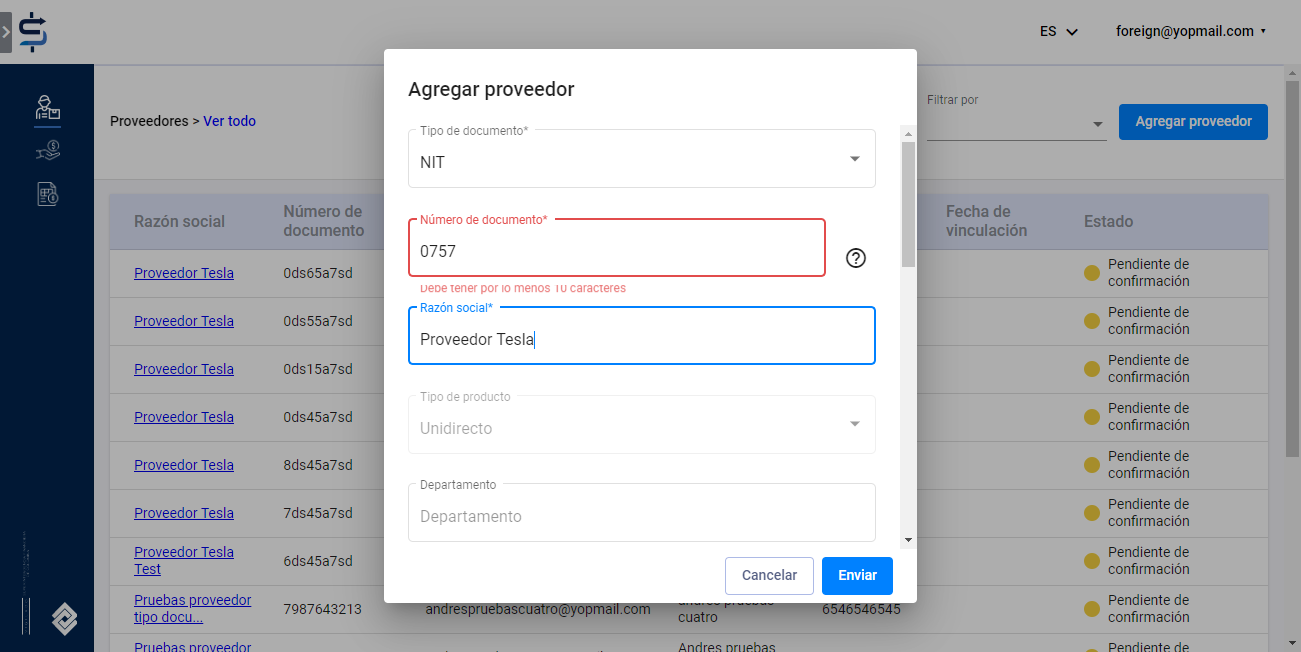 ES
foreign@yopmail.com
Proveedores > Ver todo
Filtrar por
Agregar proveedor
Razón social
Número de documento
Fecha de vinculación
Estado
Proveedor Tesla
0ds65a7sd
Pendiente de confirmación
Proveedor Tesla
0ds55a7sd
Pendiente de confirmación
Proveedor Tesla
0ds15a7sd
Pendiente de confirmación
Proveedor Tesla
0ds45a7sd
Pendiente de confirmación
Proveedor Tesla
8ds45a7sd
Pendiente de confirmación
Proveedor Tesla
7ds45a7sd
Pendiente de confirmación
Proveedor Tesla Test
6ds45a7sd
Pendiente de confirmación
Pruebas proveedor tipo docu...
7987643213
andrespruebascuatro@yopmail.com
andres pruebas cuatro
6546546545
Pendiente de confirmación
Pruebas proveedor
Andres pruebas
Pendiente de
Agregar proveedor
Tipo de documento*
NIT
Número de documento*
0757
Debe tener por lo menos 10 caracteres
Razón social*
Proveedor Tesla
Tipo de producto
Unidirecto
Departamento
Departamento
Cancelar
Enviar